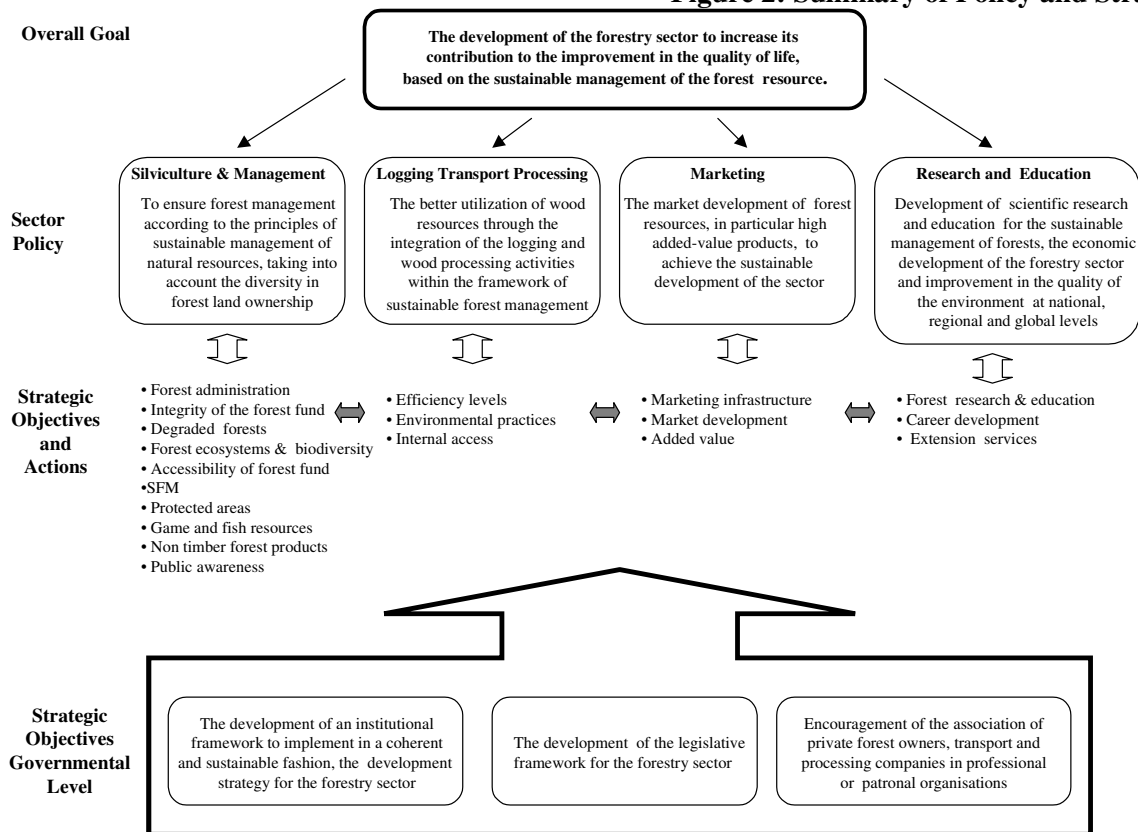 Figure 2: Summary of Policy and
Overall Goal
The development of the forestry sector to increase its
contribution to the improvement in the quality of life,
based on the sustainable management of the forest resource.
Sector
Policy
Silviculture & Management
To ensure forest management
according to the principles of
sustainable management of
natural resources, taking into
account the diversity in
forest land ownership
Logging Transport Processing
The better utilization of wood
resources through the
integration of the logging and
wood processing activities
within the framework of
sustainable forest management
Marketing
The market development of forest
resources, in particular high
added-value products, to
achieve the sustainable
development of the sector
Research and Education
Development of scientific research
and education for the sustainable
management of forests, the economic
development of the forestry sector
and improvement in the quality of
the environment at national,
regional and global levels
Strategic
Objectives
and
Actions
• Forest administration
• Integrity of the forest fund
• Degraded forests
• Forest ecosystems & biodiversity
• Accessibility of forest fund
•SFM
• Protected areas
• Game and fish resources
• Non timber forest products
• Public awareness
• Efficiency levels
• Environmental practices
• Internal access
• Marketing infrastructure
• Market development
• Added value
• Forest research & education
• Career development
• Extension services
Strategic
Objectives
Governmental
Level
The development of an institutional
framework to implement in a coherent
and sustainable fashion, the development
strategy for the forestry sector
The development of the legislative
framework for the forestry sector
Encouragement of the association of
private forest owners, transport and
processing companies in professional
or patronal organisations